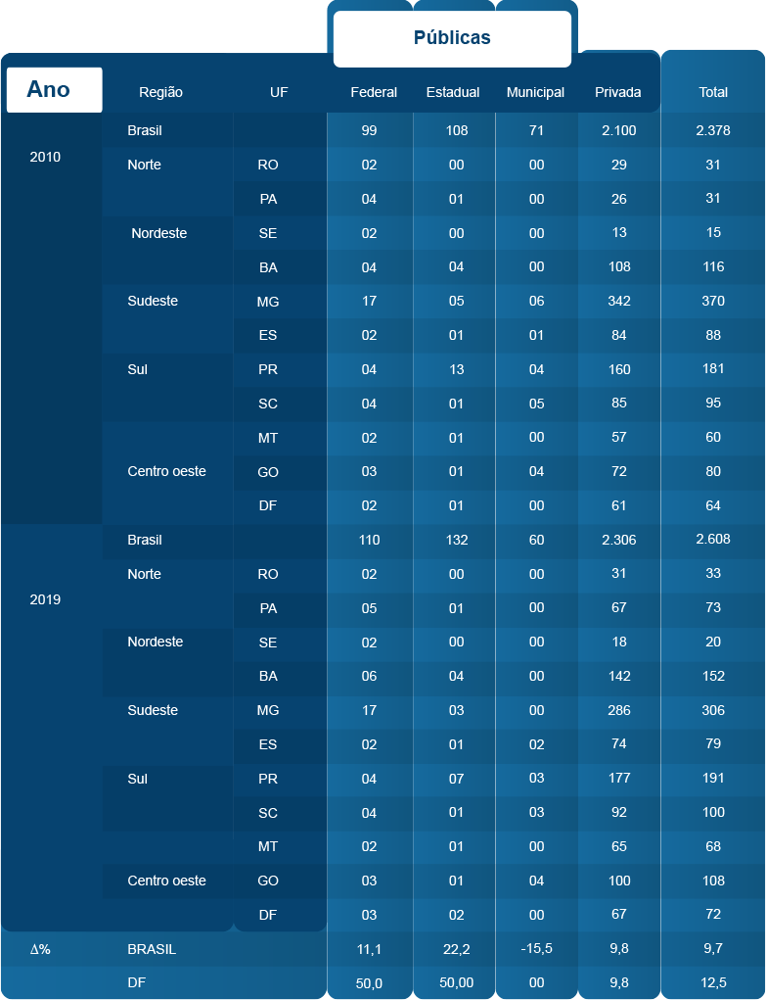 Públicas
Ano Região UF Federal Estadual Municipal Privada Total
2010 Brasil 99 108 71 2.100 2.378
Norte RO 02 00 00 29 31
PA 04 01 00 26 31
Nordeste SE 02 00 00 13 15
BA 04 04 00 108 116
Sudeste MG 17 05 06 342 370
ES 02 01 01 84 88
Sul PR 04 13 04 160 181
SC 04 01 05 85 95
MT 02 01 00 57 60
Centro oeste GO 03 01 04 72 80
DF 02 01 00 61 64
2019 Brasil 110 132 60 2.306 2.608
Norte RO 02 00 00 31 33
PA 05 01 00 67 73
Nordeste SE 02 00 00 18 20
BA 06 04 00 142 152
Sudeste MG 17 03 00 286 306
ES 02 01 02 74 79
Sul PR 04 07 03 177 191
SC 04 01 03 92 100
MT 02 01 00 65 68
Centro oeste GO 03 01 04 100 108
DF 03 02 00 67 72
Δ% BRASIL 11,1 22,2 -15,5 9,8 9,7
DF 50,0 50,00 00 9,8 12,5